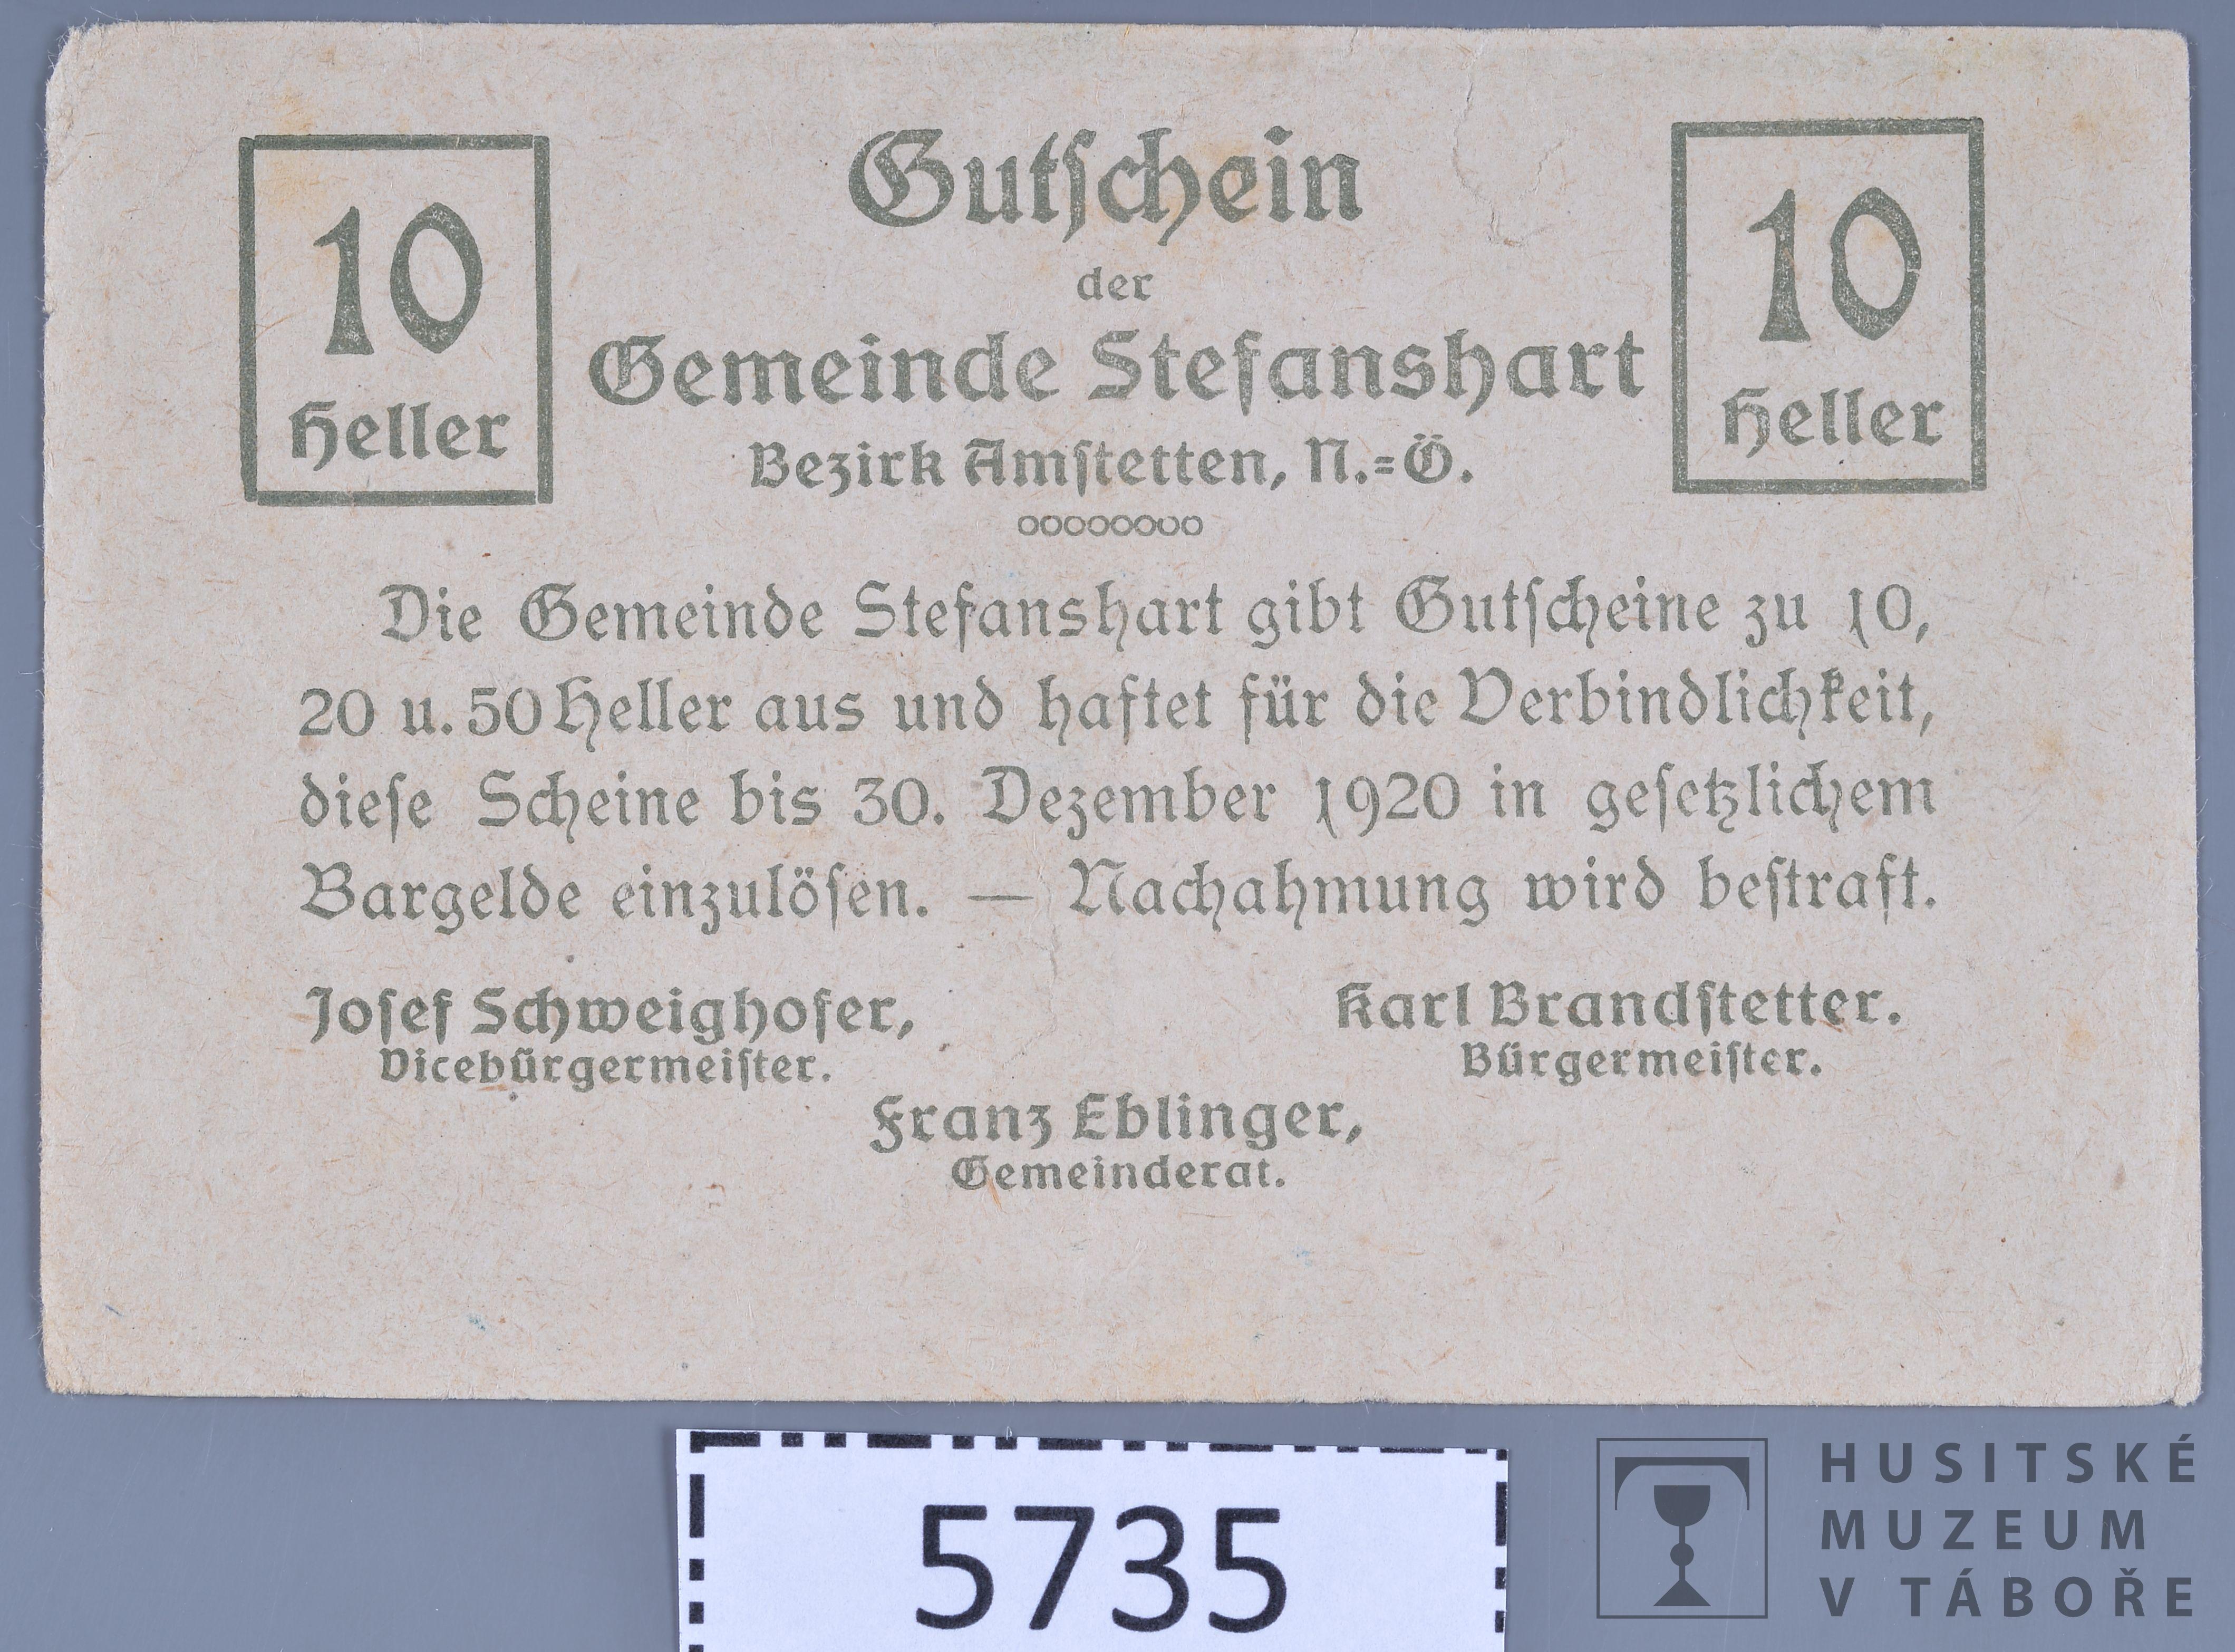 Gutschein
der
Gemeinde Stefanshart
Bezirk Amstetten, N.=Ö.
10
Heller
10
Heller
Die Gemeinde Stefanshart gibt Gutscheine zu 10,
20 u. 50 Heller aus und haftet für die Verbindlichkeit,
diese Scheine bis 30. Dezember 1920 in gesetzlichem
Bargelde einzulösen. — Nachahmung wird bestraft.
Josef Schweighofer,
Vicebürgermeister.
Karl Brandstetter.
Bürgermeister.
Franz Eblinger,
Gemeinderat.
5735
HUSITSKÉ
MUZEUM
V TÁBOŘE